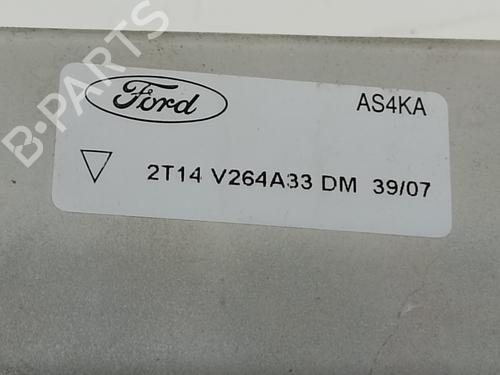 B-PARTS
Ford
AS4KA
2T14 V264A33 DM 39/07